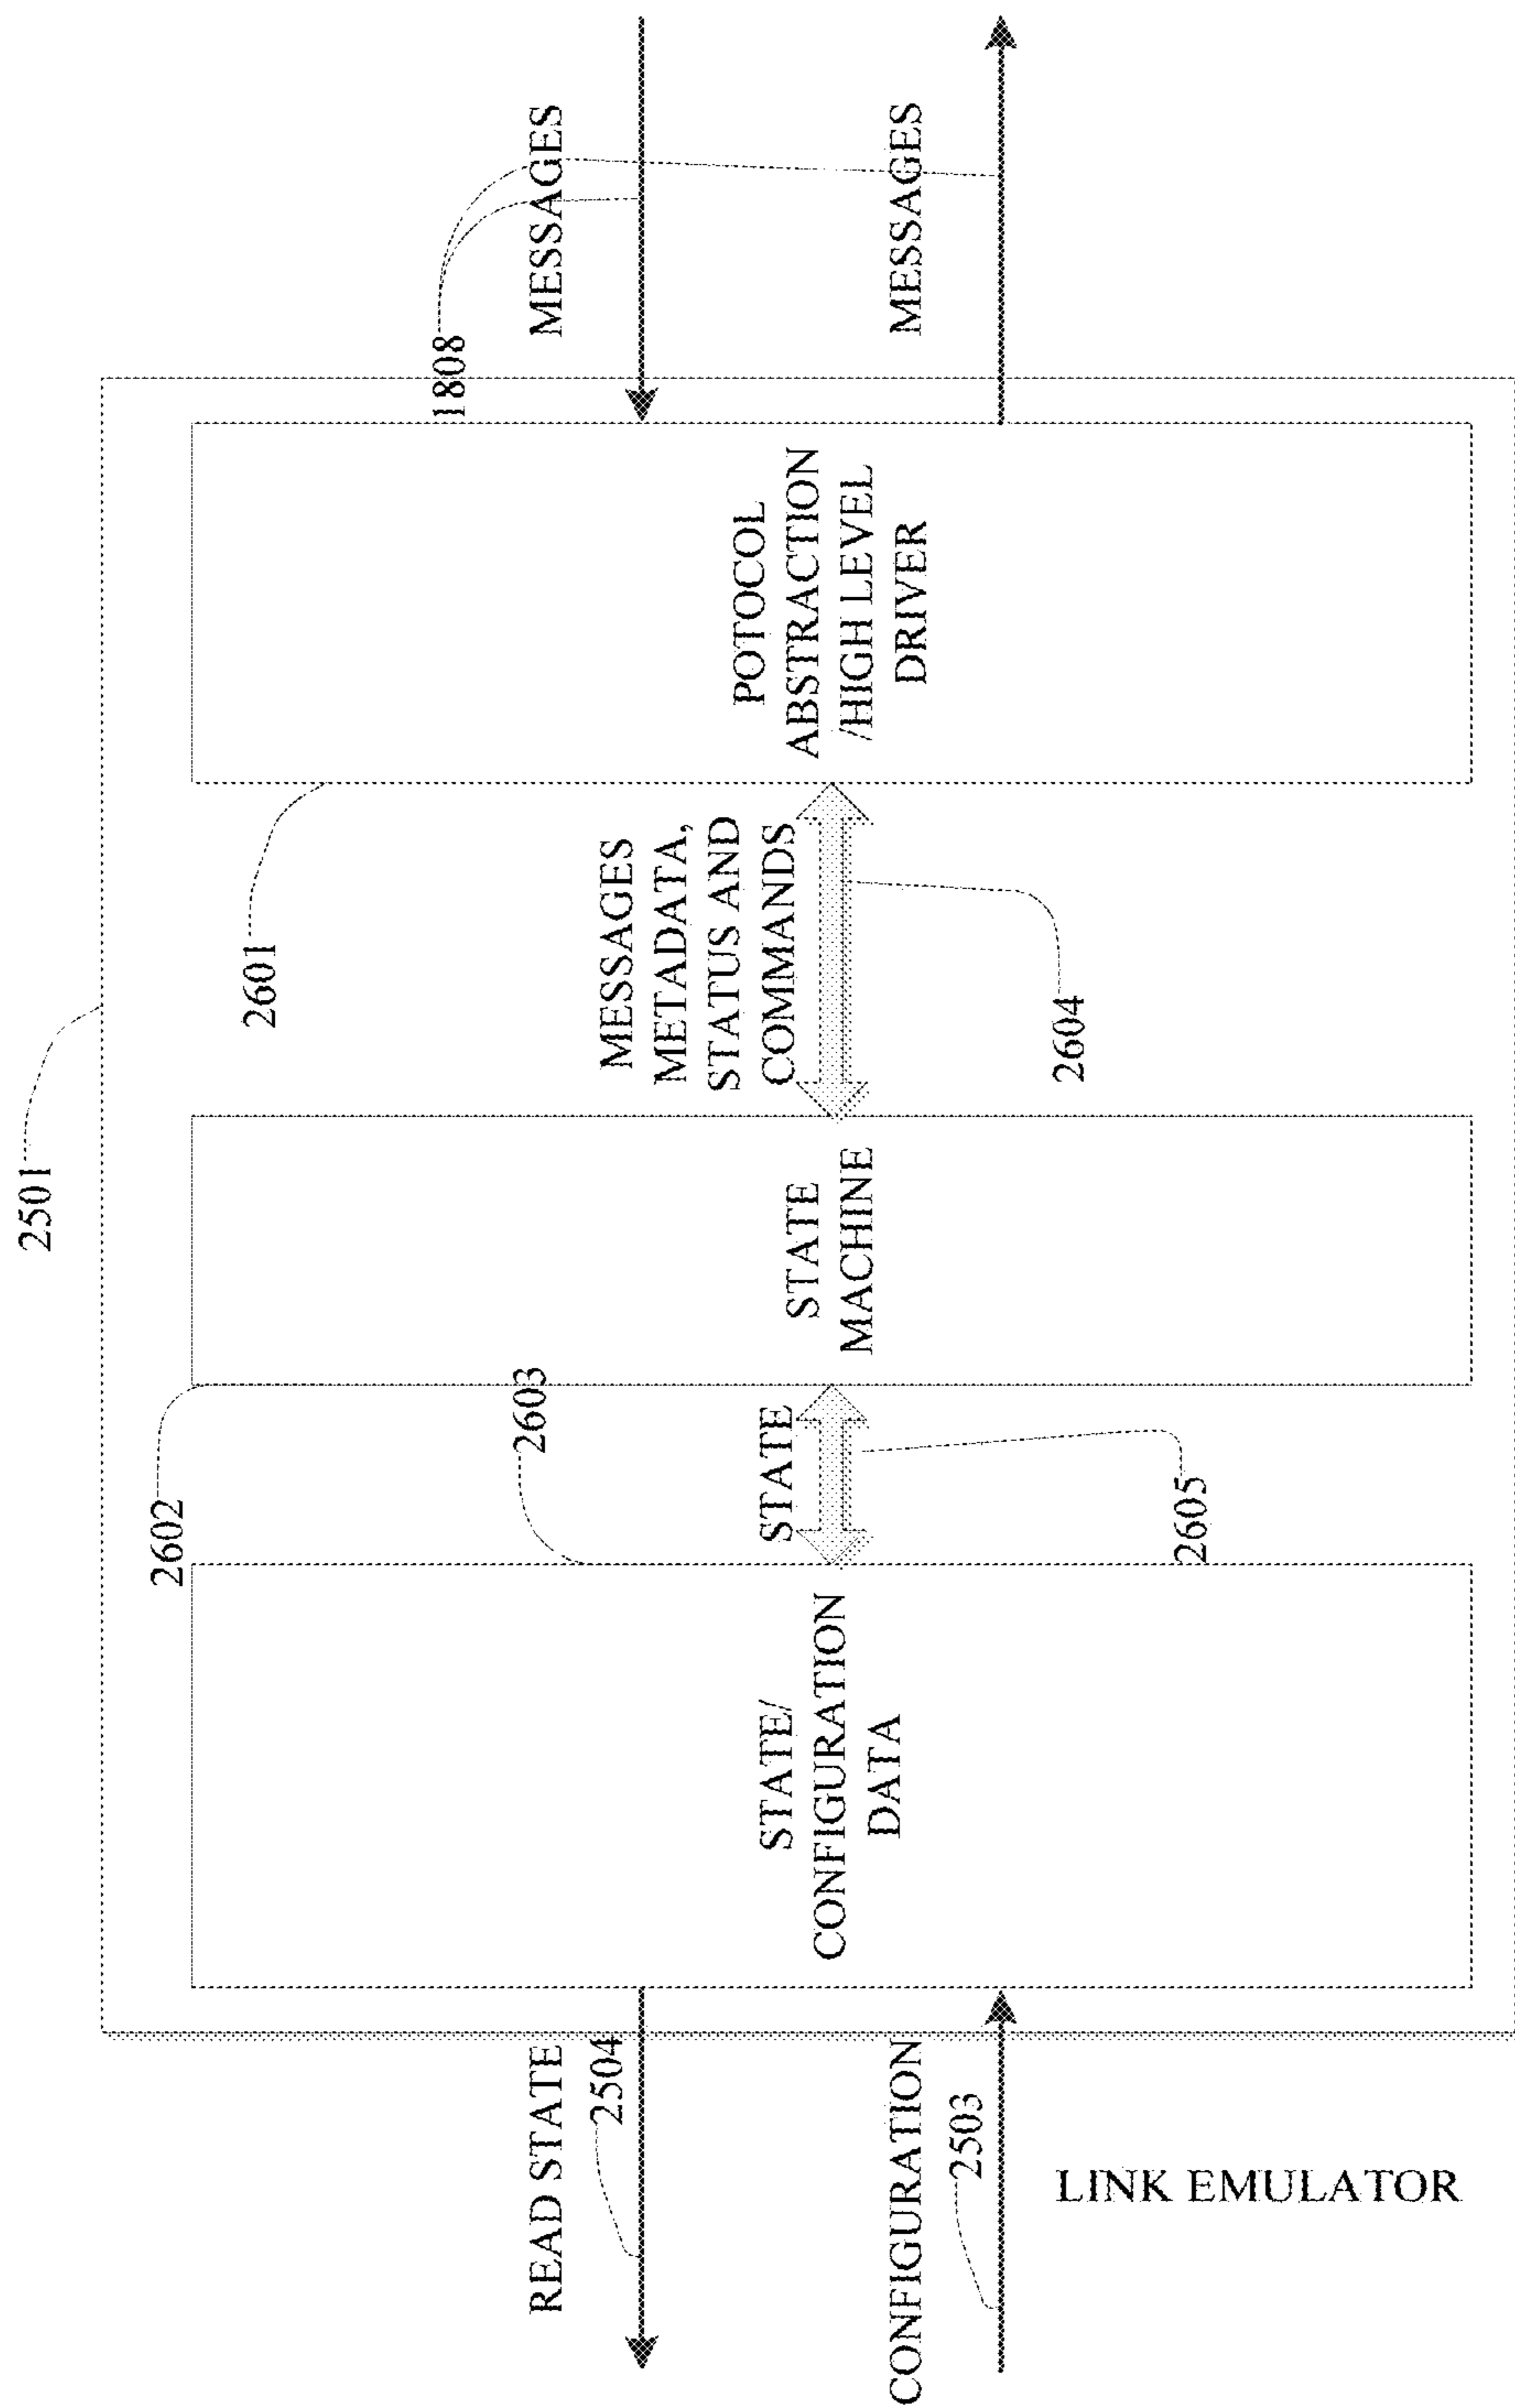 2501
2602
2601
2603
1808
READ STATE
2504
MESSAGES
CONFIGURATION
2503
MESSAGES
STATE/
CONFIGURATION
DATA
STATE
2605
STATE
MACHINE
MESSAGES
METADATA,
STATUS AND
COMMANDS
2604
POTOCOL
ABSTRACTION
/HIGH LEVEL
DRIVER
LINK EMULATOR